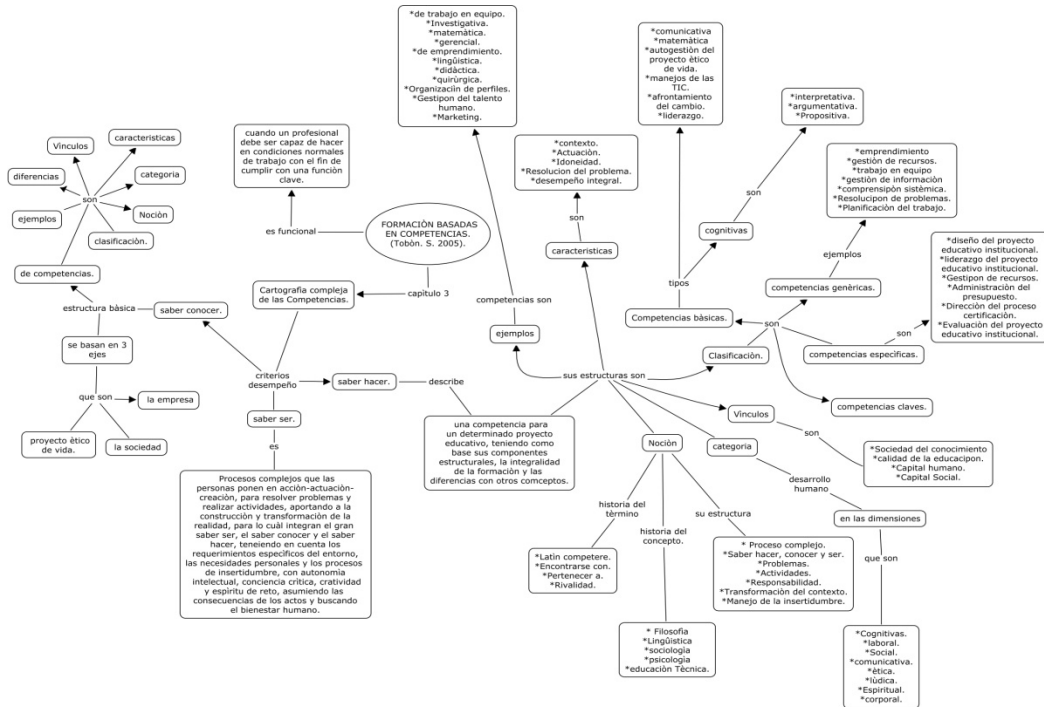 *de trabajo en equipo.
*Investigativa.
*matemàtica.
*gerencial.
*de emprendimiento.
*lingûistica.
*didàctica.
*quirùrgica.
*Organizaciìn de perfiles.
*Gestipon del talento
humano.
*Marketing.
*comunicativa
*matemàtica
*autogestiòn del
proyecto ètico
de vida.
*manejos de las
TIC.
*afrontamiento
del cambio.
*liderazgo.
*interpretativa.
*argumentativa.
*Propositiva.
Vìnculos
caracteristicas
diferencias
categoria
son
ejemplos
Nociòn
clasificaciòn.
cuando un profesional
debe ser capaz de hacer
en condiciones normales
de trabajo con el fin de
cumplir con una funciòn
clave.
*contexto.
*Actuaciòn.
*Idoneidad.
*Resolucion del problema.
*desempeño integral.
*emprendimiento
*gestiòn de recursos.
*trabajo en equipo
*gestiòn de informaciòn
*comprensipòn sistèmica.
*Resolucipon de problemas.
*Planificaciòn del trabajo.
son
es funcional
FORMACIÒN BASADAS
EN COMPETENCIAS.
(Tobòn. S. 2005).
son
cognitivas
caracteristicas
ejemplos
*diseño del proyecto
educativo institucional.
*liderazgo del proyecto
educativo institucional.
*Gestipon de recursos.
*Administraciòn del
presupuesto.
*Direcciòn del proceso
certificaciòn.
*Evaluaciòn del proyecto
educativo institucional.
de competencias.
tipos
competencias genèricas.
Cartografia compleja
de las Competencias.
capitulo 3
competencias son
estructura bàsica
saber conocer.
Competencias bàsicas.
son
son
ejemplos
se basan en 3
ejes
Clasificaciòn.
competencias especìficas.
criterios
desempeño
sus estructuras son
saber hacer.
describe
que son
la empresa
competencias claves.
saber ser.
Vìnculos
proyecto ètico
de vida.
la sociedad
es
una competencia para
un determinado proyecto
educativo, teniendo como
base sus componentes
estructurales, la integralidad
de la formaciòn y las
diferencias con otros comceptos.
Nociòn
categoria
son
*Sociedad del conocimiento
*calidad de la educacipon.
*Capital humano.
*Capital Social.
Procesos complejos que las
personas ponen en acciòn-actuaciòn-
creaciòn, para resolver problemas y
realizar actividades, aportando a la
construcciòn y transformaciòn de la
realidad, para lo cuàl integran el gran
saber ser, el saber conocer y el saber
hacer, teneiendo en cuenta los
requerimientos especìficos del entorno,
las necesidades personales y los procesos
de insertidumbre, con autonomìa
intelectual, conciencia crìtica, cratividad
y espiritu de reto, asumiendo las
consecuencias de los actos y buscando
el bienestar humano.
desarrollo
humano
historia del
tèrmino
su estructura
en las dimensiones
historia del
concepto.
*Latìn competere.
*Encontrarse con.
*Pertenecer a.
*Rivalidad.
* Proceso complejo.
*Saber hacer, conocer y ser.
*Problemas.
*Actividades.
*Responsabilidad.
*Transformaciòn del contexto.
*Manejo de la insertidumbre.
que son
* Filosofìa
*Lingûistica
*sociologìa
*psicologìa
*educaciòn Tècnica.
*Cognitivas.
*laboral.
*Social.
*comunicativa.
*ètica.
*lùdica.
*Espiritual.
*corporal.